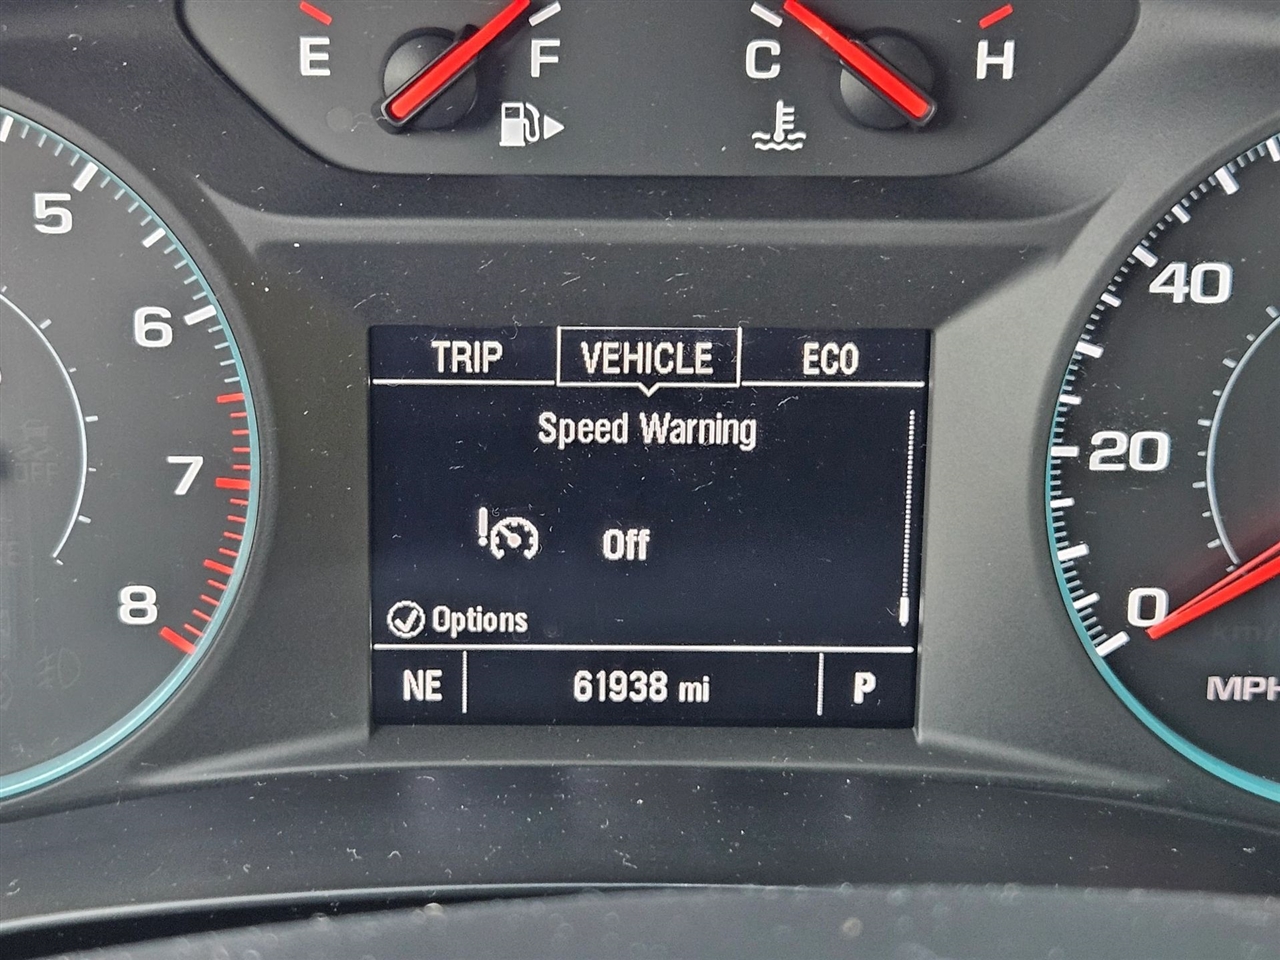 E F C H
5
6
7
8
40
20
0
MPH
TRIP VEHICLE ECO
Speed Warning
Off
Options
NE 61938 mi P